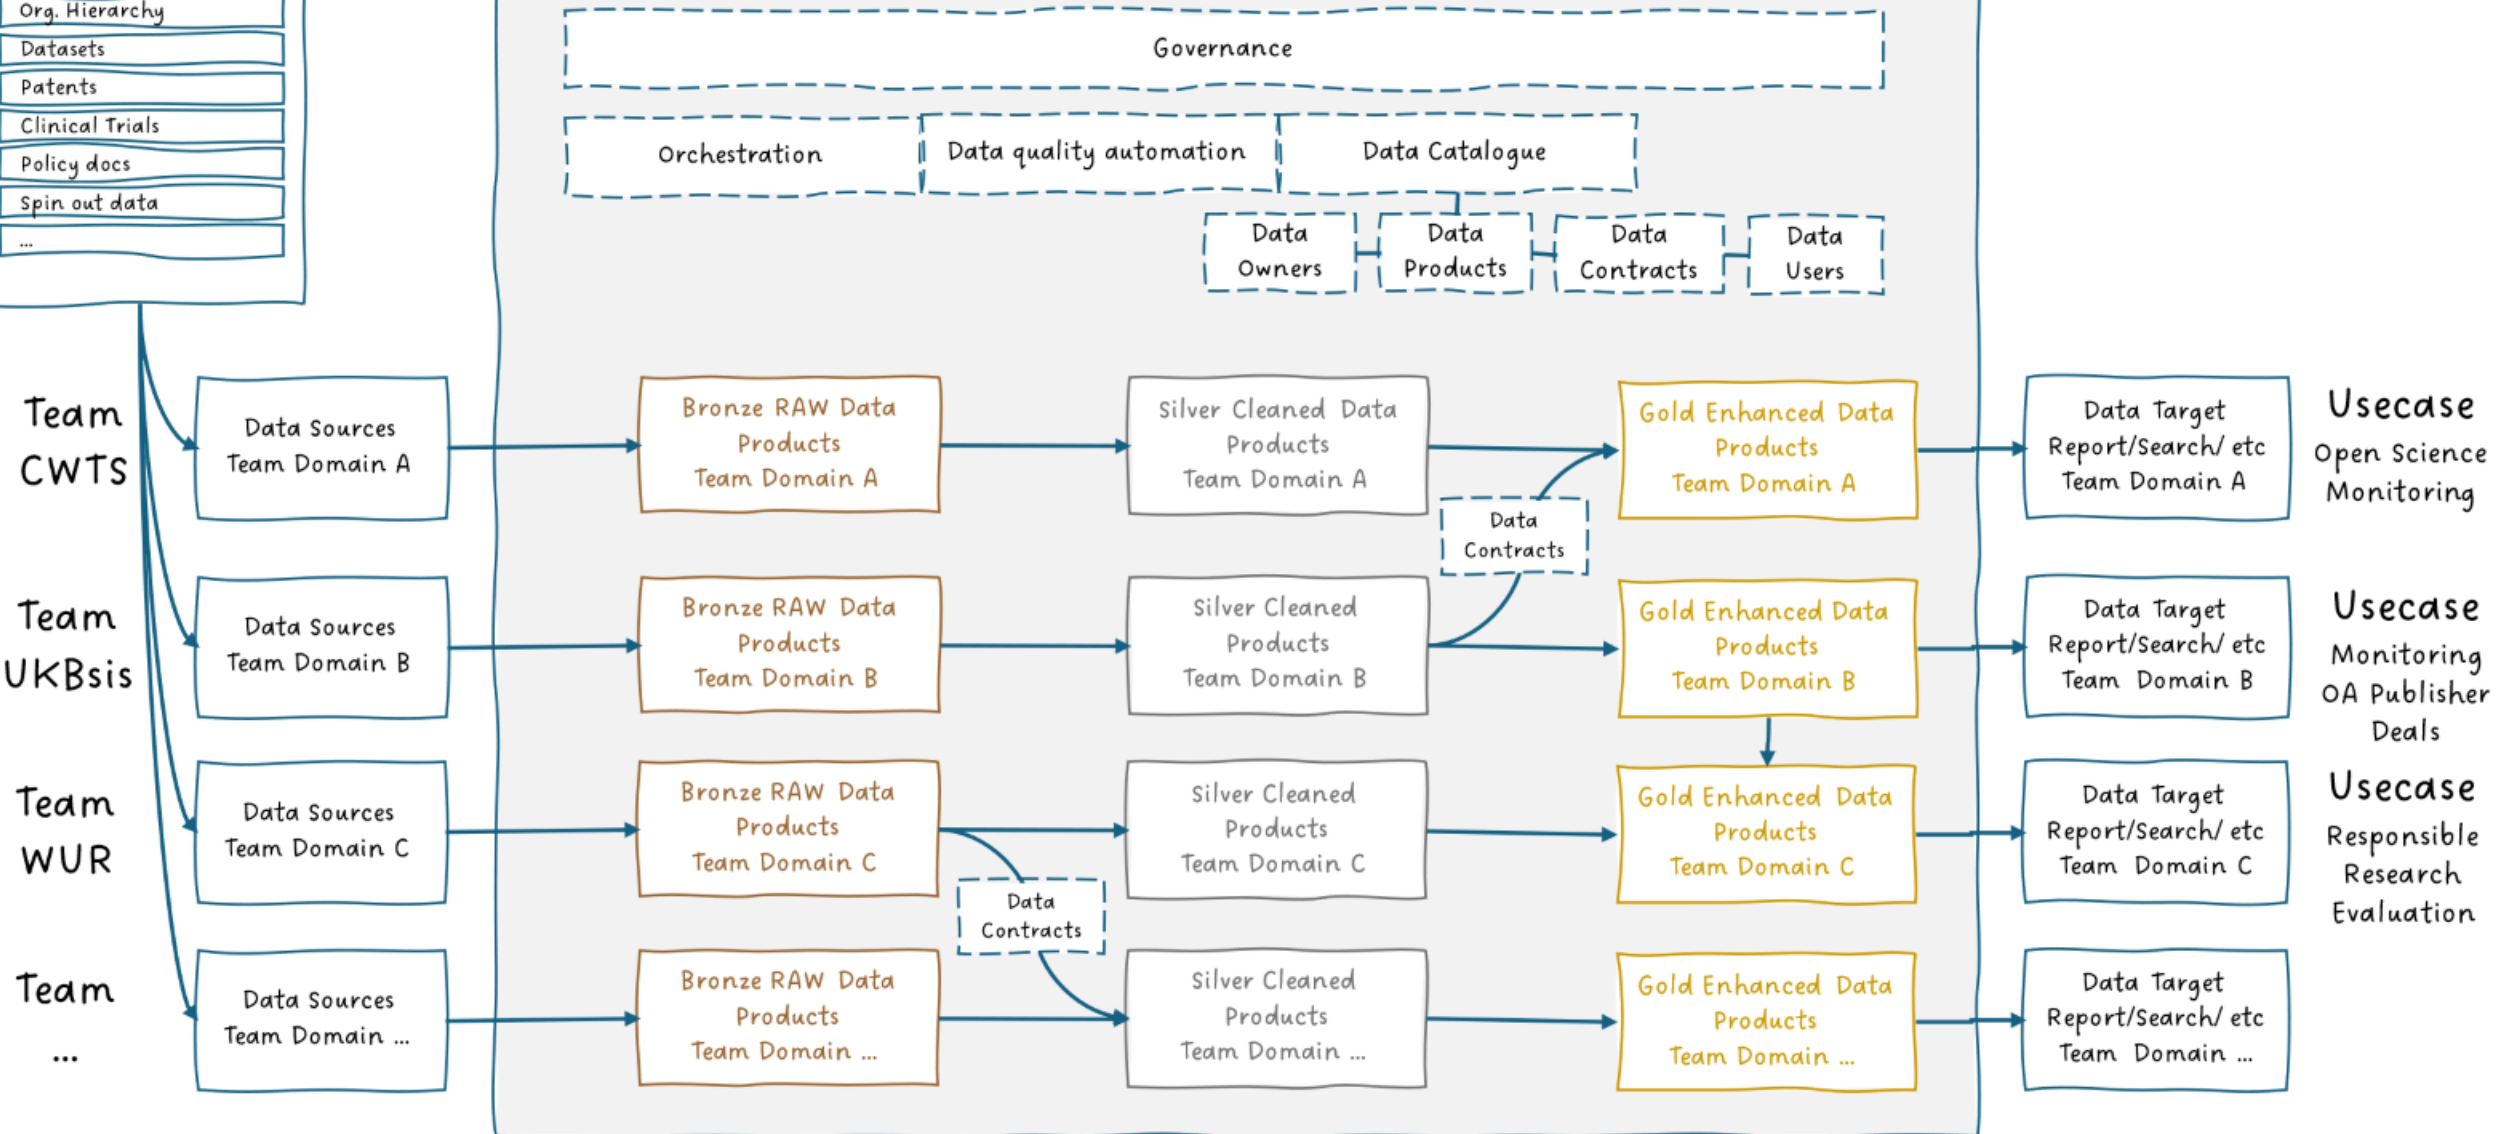 Org. Hierarchy
Datasets
Patents
Clinical Trials
Policy docs
Spin out data
...
Governance
Orchestration
Data quality automation
Data Catalogue
Data
Owners
Data
Products
Data
Contracts
Data
Users
Team
CWTS
Data Sources
Team Domain A
Bronze RAW Data
Products
Team Domain A
Silver Cleaned Data
Products
Team Domain A
Gold Enhanced Data
Products
Team Domain A
Data Target
Report/Search/ etc
Team Domain A
Usecase
Open Science
Monitoring
Data
Contracts
Team
UKBsis
Data Sources
Team Domain B
Bronze RAW Data
Products
Team Domain B
Silver Cleaned
Products
Team Domain B
Gold Enhanced Data
Products
Team Domain B
Data Target
Report/Search/ etc
Team Domain B
Usecase
Monitoring
OA Publisher
Deals
Team
WUR
Data Sources
Team Domain C
Bronze RAW Data
Products
Team Domain C
Silver Cleaned
Products
Team Domain C
Gold Enhanced Data
Products
Team Domain C
Data Target
Report/Search/ etc
Team Domain C
Usecase
Responsible
Research
Evaluation
Data
Contracts
Team
...
Data Sources
Team Domain ...
Bronze RAW Data
Products
Team Domain ...
Silver Cleaned
Products
Team Domain ...
Gold Enhanced Data
Products
Team Domain ...
Data Target
Report/Search/ etc
Team Domain ...